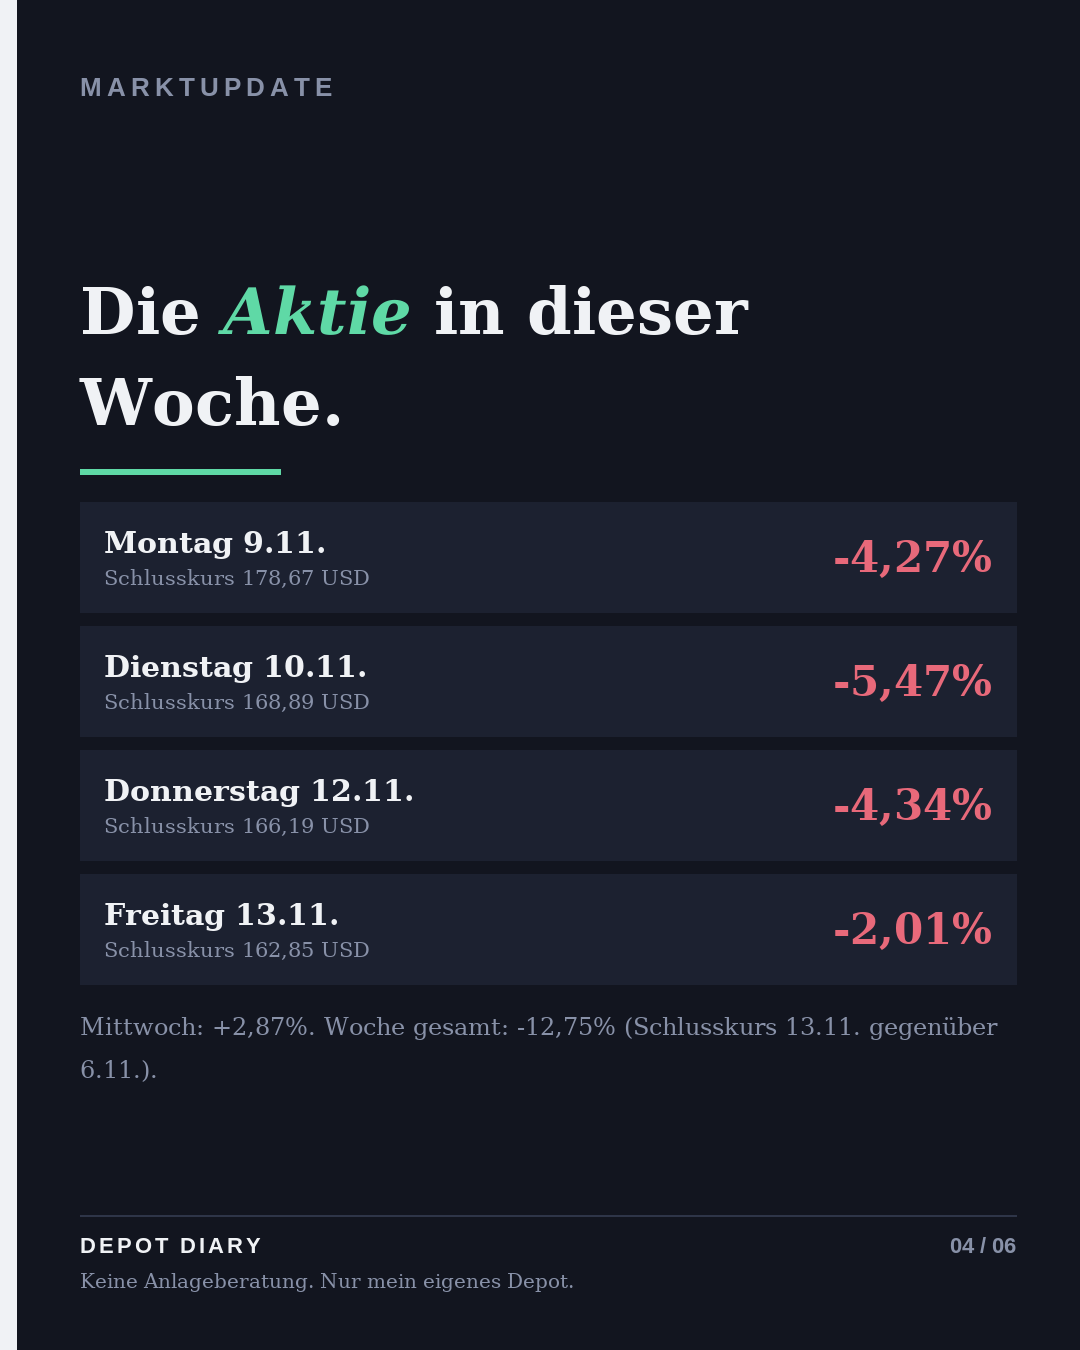 MARKTUPDATE
Die Aktie in dieser
Woche.
Montag 9.11.
Schlusskurs 178,67 USD
-4,27%
Dienstag 10.11.
Schlusskurs 168,89 USD
-5,47%
Donnerstag 12.11.
Schlusskurs 166,19 USD
-4,34%
Freitag 13.11.
Schlusskurs 162,85 USD
-2,01%
Mittwoch: +2,87%. Woche gesamt: -12,75% (Schlusskurs 13.11. gegenüber
6.11.).
DEPOT DIARY
04 / 06
Keine Anlageberatung. Nur mein eigenes Depot.